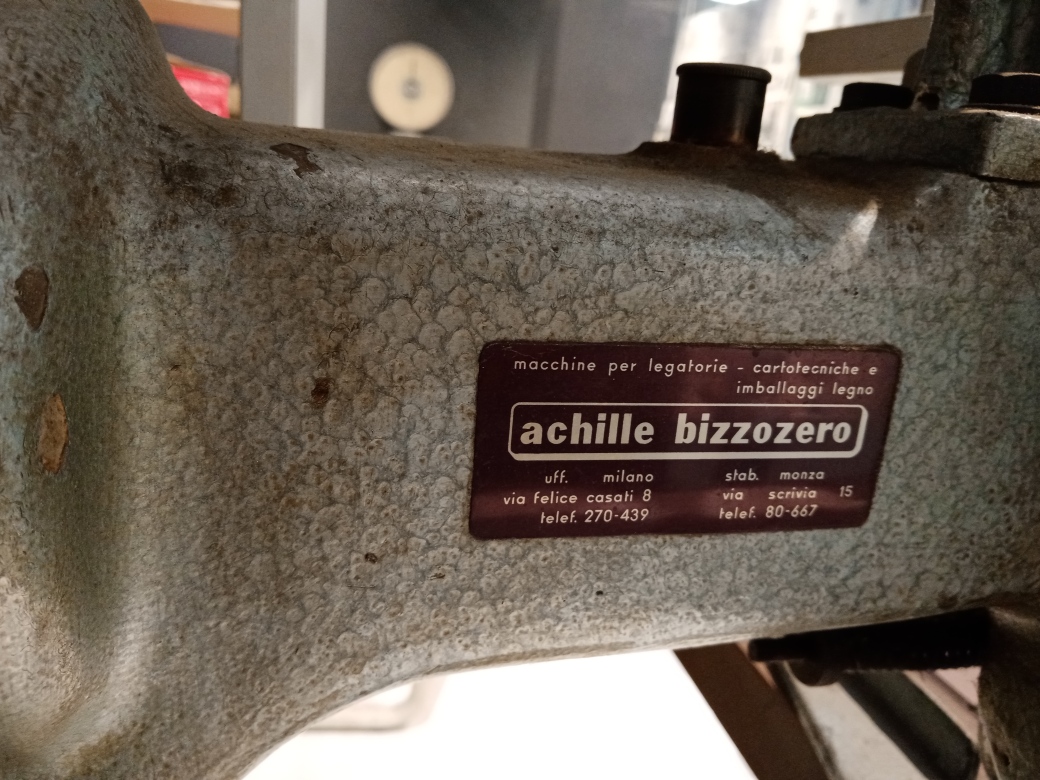 macchine per legatorie - cartotecniche e
imballaggi legno
achille bizzozero
uff. milano
via felice casati 8
telef. 270-439
stab. monza
via scrivia 15
telef. 80-667